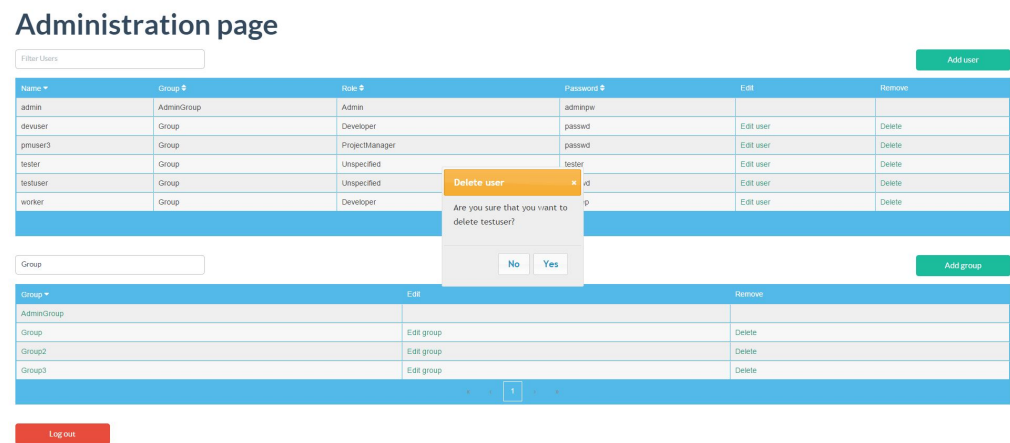 Administration page
Filter Users
Add user
Name Group Role Password Edit Remove
admin AdminGroup Admin adminpw
devuser Group Developer passwd Edit user Delete
pmuser3 Group ProjectManager passwd Edit user Delete
tester Group Unspecified tester Edit user Delete
testuser Group Unspecified Edit user Delete
worker Group Developer Edit user Delete
Delete user ×
Are you sure that you want to
delete testuser?
No Yes
Group
Add group
Group Edit Remove
AdminGroup
Group Edit group Delete
Group2 Edit group Delete
Group3 Edit group Delete
1
Log out